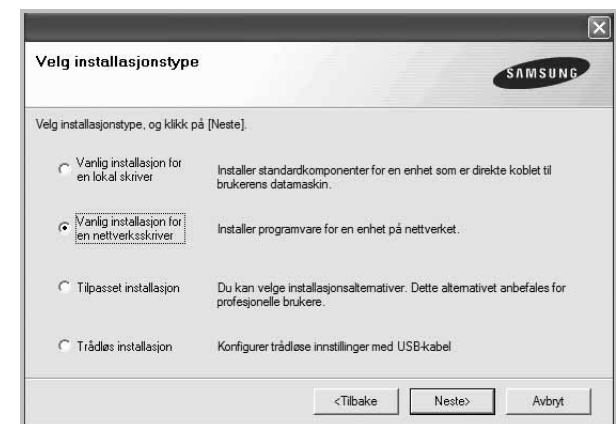 Velg installasjonstype
SAMSUNG
Velg installasjonstype, og klikk på [Neste].
Vanlig installasjon for
en lokal skriver
Installer standardkomponenter for en enhet som er direkte koblet til
brukerens datamaskin.
Vanlig installasjon for
en nettverksskriver
Installer programvare for en enhet på nettverket.
Tilpasset installasjon
Du kan velge installasjonsalternativer. Dette alternativet anbefales for
profesjonelle brukere.
Trådløs installasjon
Konfigurer trådløse innstillinger med USB-kabel
<Tilbake
Neste>
Avbryt